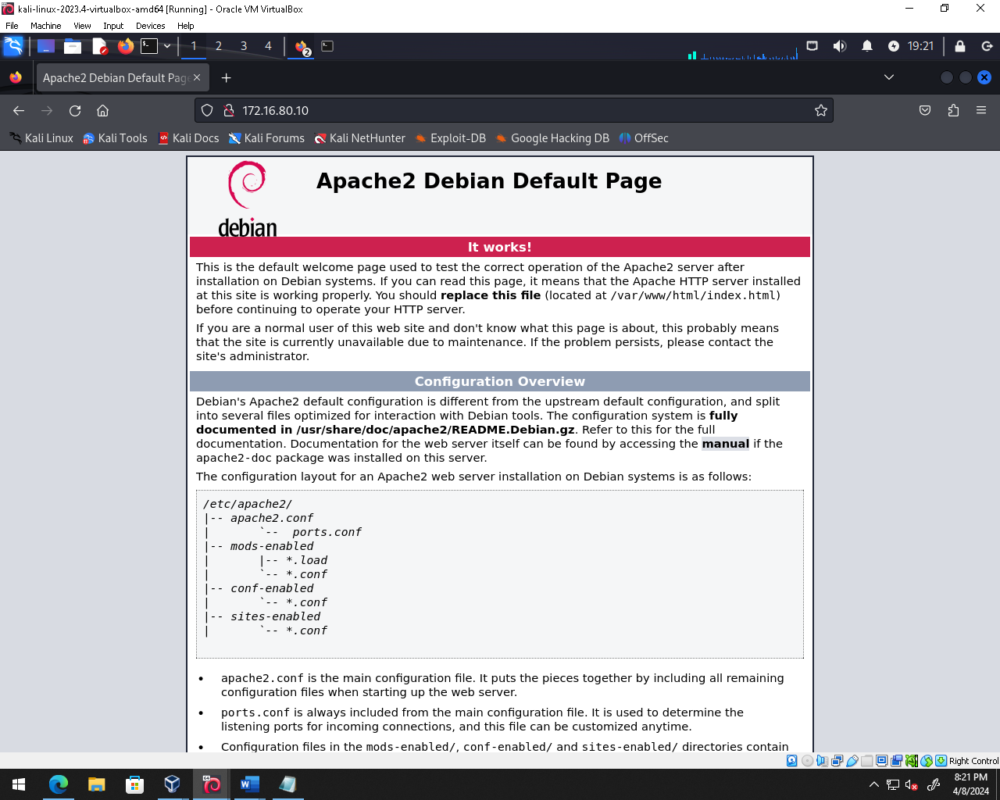 kali-linux-2023.4-virtualbox-amd64 [Running] - Oracle VM VirtualBox
File Machine View Input Devices Help
1 2 3 4 2 19:21
Apache2 Debian Default Pag
172.16.80.10
Kali Linux Kali Tools Kali Docs Kali Forums Kali NetHunter Exploit-DB Google Hacking DB OffSec
debian
Apache2 Debian Default Page
It works!
This is the default welcome page used to test the correct operation of the Apache2 server after
installation on Debian systems. If you can read this page, it means that the Apache HTTP server installed
at this site is working properly. You should replace this file (located at /var/www/html/index.html)
before continuing to operate your HTTP server.
If you are a normal user of this web site and don't know what this page is about, this probably means
that the site is currently unavailable due to maintenance. If the problem persists, please contact the
site's administrator.
Configuration Overview
Debian's Apache2 default configuration is different from the upstream default configuration, and split
into several files optimized for interaction with Debian tools. The configuration system is fully
documented in /usr/share/doc/apache2/README.Debian.gz. Refer to this for the full
documentation. Documentation for the web server itself can be found by accessing the manual if the
apache2-doc package was installed on this server.
The configuration layout for an Apache2 web server installation on Debian systems is as follows:
/etc/apache2/
|-- apache2.conf
|       `--  ports.conf
|-- mods-enabled
|       |-- *.load
|       `-- *.conf
|-- conf-enabled
|       `-- *.conf
|-- sites-enabled
|       `-- *.conf
• apache2.conf is the main configuration file. It puts the pieces together by including all remaining
configuration files when starting up the web server.
• ports.conf is always included from the main configuration file. It is used to determine the
listening ports for incoming connections, and this file can be customized anytime.
• Configuration files in the mods-enabled/, conf-enabled/ and sites-enabled/ directories contain
Right Control
64
8:21 PM
4/8/2024